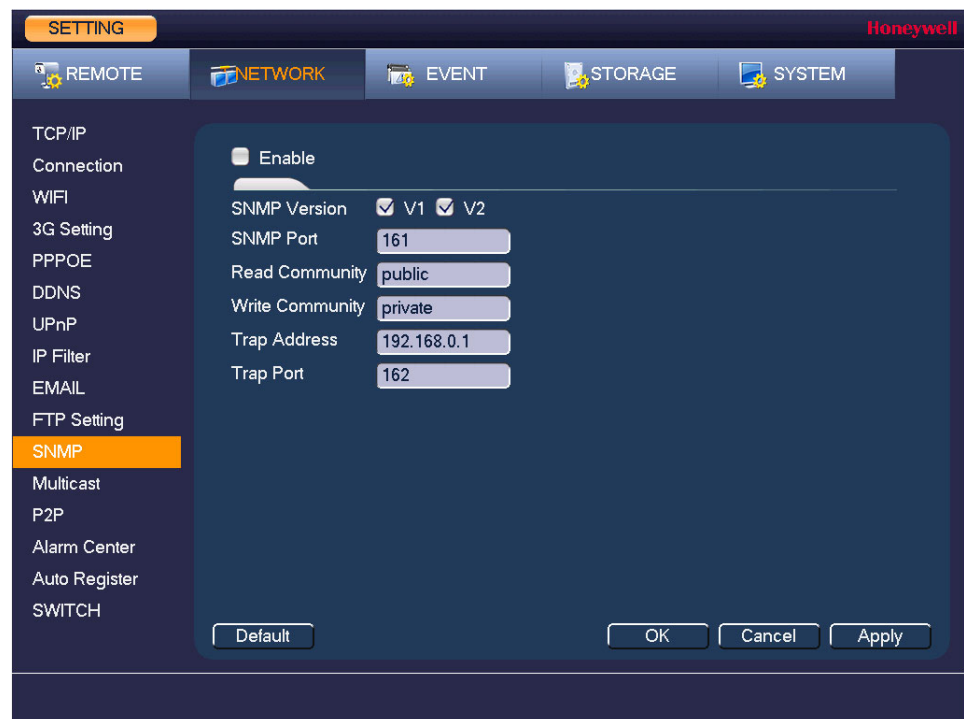 SETTING
Honeywell
REMOTE
NETWORK
EVENT
STORAGE
SYSTEM
TCP/IP
Connection
WIFI
3G Setting
PPPOE
DDNS
UPnP
IP Filter
EMAIL
FTP Setting
SNMP
Multicast
P2P
Alarm Center
Auto Register
SWITCH
Enable
SNMP Version V1 V2
SNMP Port 161
Read Community public
Write Community private
Trap Address 192.168.0.1
Trap Port 162
Default
OK
Cancel
Apply